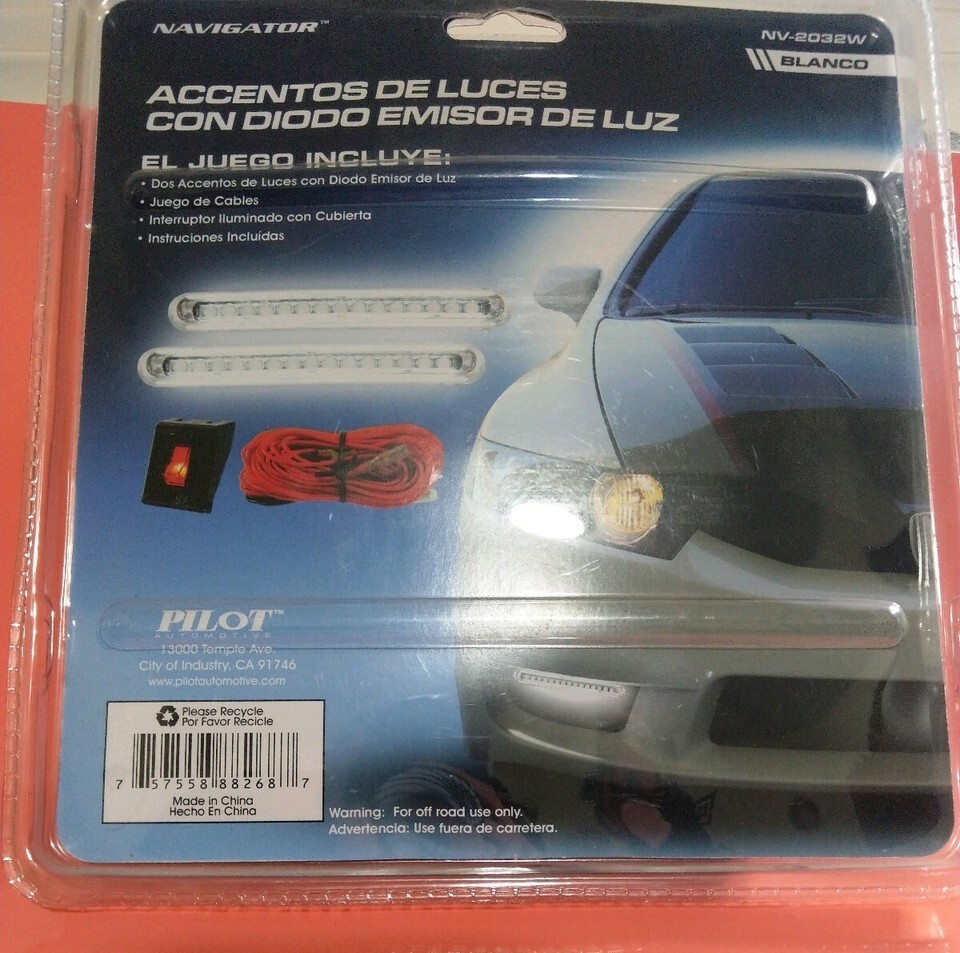 NAVIGATOR™
NV-2032W
BLANCO
ACCENTOS DE LUCES
CON DIODO EMISOR DE LUZ
EL JUEGO INCLUYE:
• Dos Accentos de Luces con Diodo Emisor de Luz
• Juego de Cables
• Interruptor Iluminado con Cubierta
• Instruciones Incluídas
PILOT™
AUTOMOTIVE
13000 Temple Ave.
City of Industry, CA 91746
www.pilotautomotive.com
Please Recycle
Por Favor Recicle
7 57558 88268 7
Made in China
Hecho En China
Warning: For off road use only.
Advertencia: Use fuera de carretera.